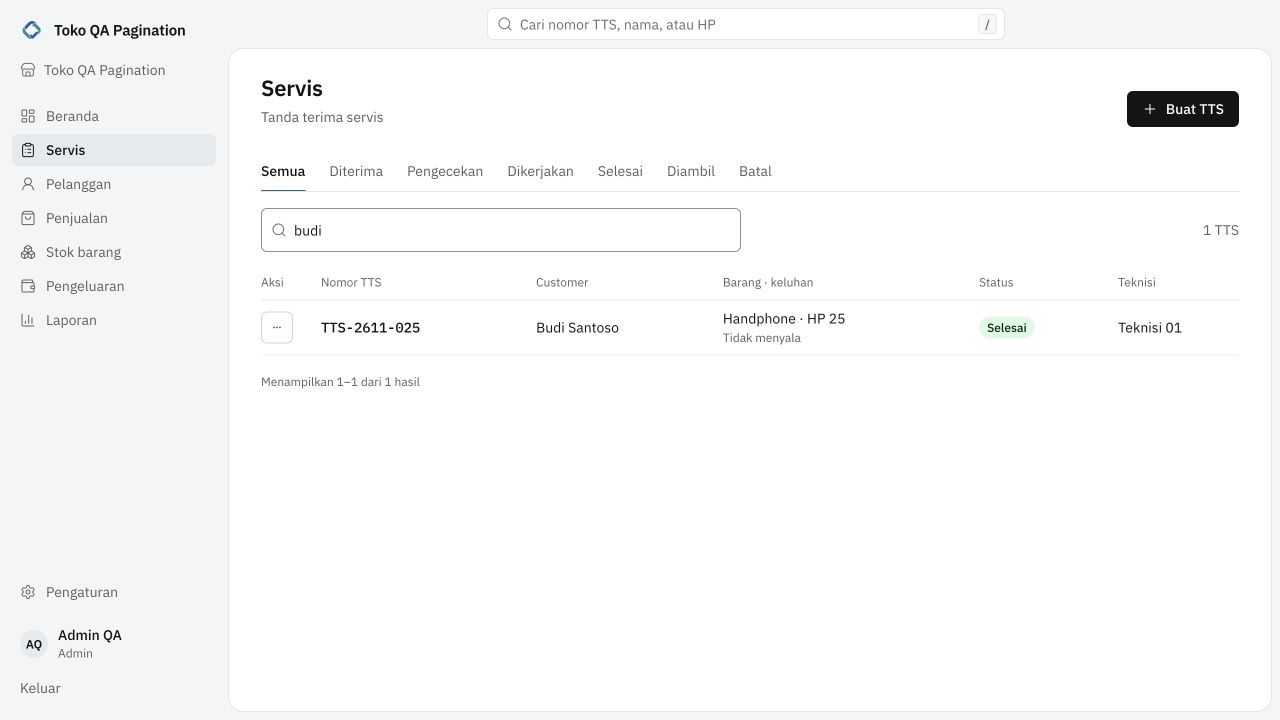 Toko QA Pagination
Cari nomor TTS, nama, atau HP
/
Toko QA Pagination
Beranda
Servis
Pelanggan
Penjualan
Stok barang
Pengeluaran
Laporan
Pengaturan
AQ
Admin QA
Admin
Keluar
Servis
Tanda terima servis
+ Buat TTS
Semua Diterima Pengecekan Dikerjakan Selesai Diambil Batal
budi
1 TTS
Aksi Nomor TTS Customer Barang · keluhan Status Teknisi
... TTS-2611-025 Budi Santoso Handphone · HP 25 Selesai Teknisi 01
Tidak menyala
Menampilkan 1–1 dari 1 hasil